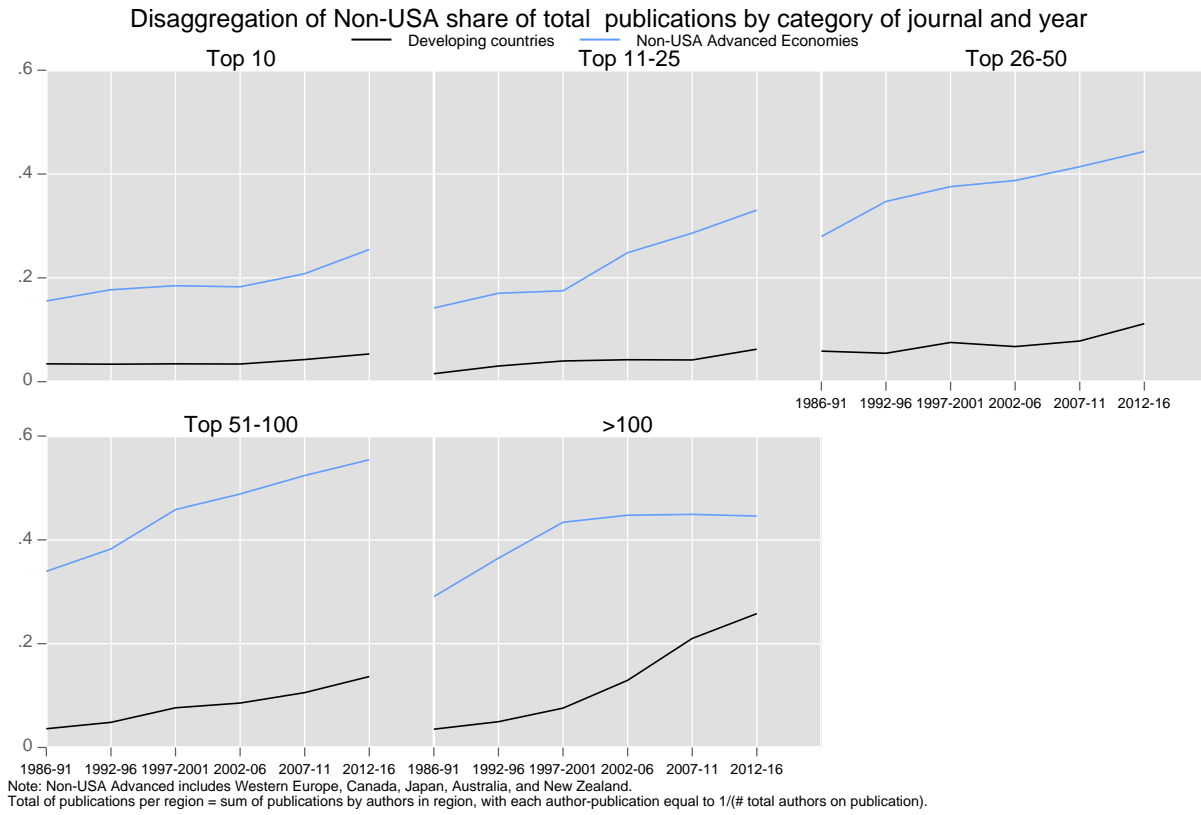 Disaggregation of Non-USA share of total publications by category of journal and year
Developing countries Non-USA Advanced Economies
Top 10 Top 11-25 Top 26-50
.6
.4
.2
0
1986-91 1992-96 1997-2001 2002-06 2007-11 2012-16
Top 51-100 >100
.6
.4
.2
0
1986-91 1992-96 1997-2001 2002-06 2007-11 2012-16 1986-91 1992-96 1997-2001 2002-06 2007-11 2012-16
Note: Non-USA Advanced includes Western Europe, Canada, Japan, Australia, and New Zealand.
Total of publications per region = sum of publications by authors in region, with each author-publication equal to 1/(# total authors on publication).